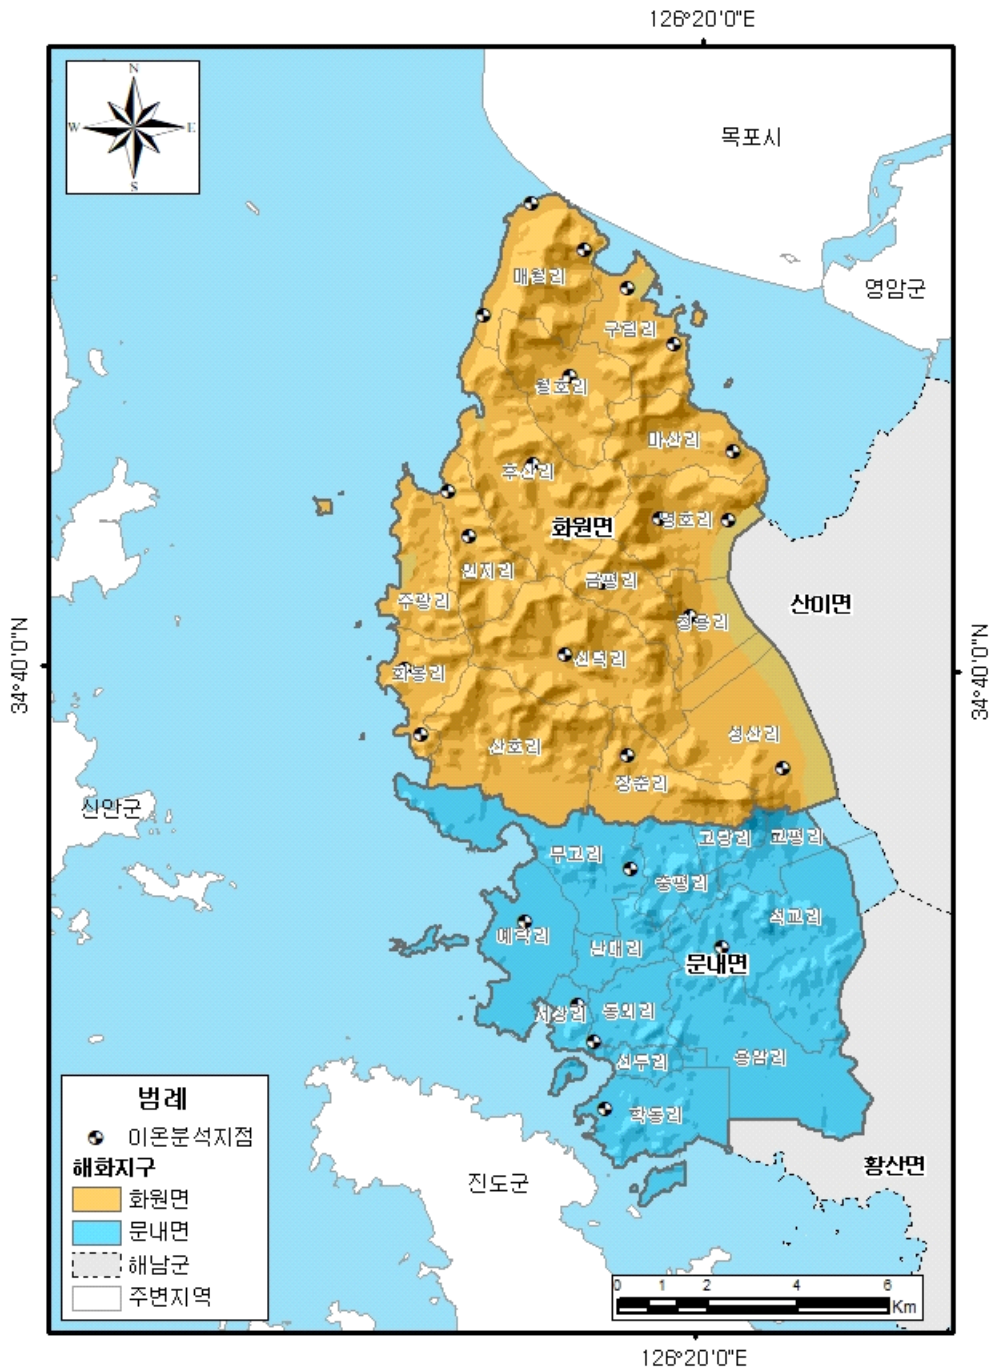 126°20'0"E
N
W
E
S
목포시
영암군
매월리
구림리
월호리
마산리
후산리
영호리
화원면
인지리
금평리
주광리
청용리
산이면
34°40'0"N
34°40'0"N
신덕리
화봉리
성산리
산호리
장춘리
신안군
고당리
교평리
무고리
충평리
석교리
예락리
난대리
문내면
서상리
동외리
선두리
용암리
학동리
황산면
진도군
범례
이온분석지점
해화지구
화원면
문내면
해남군
주변지역
0 1 2 4 6
Km
126°20'0"E